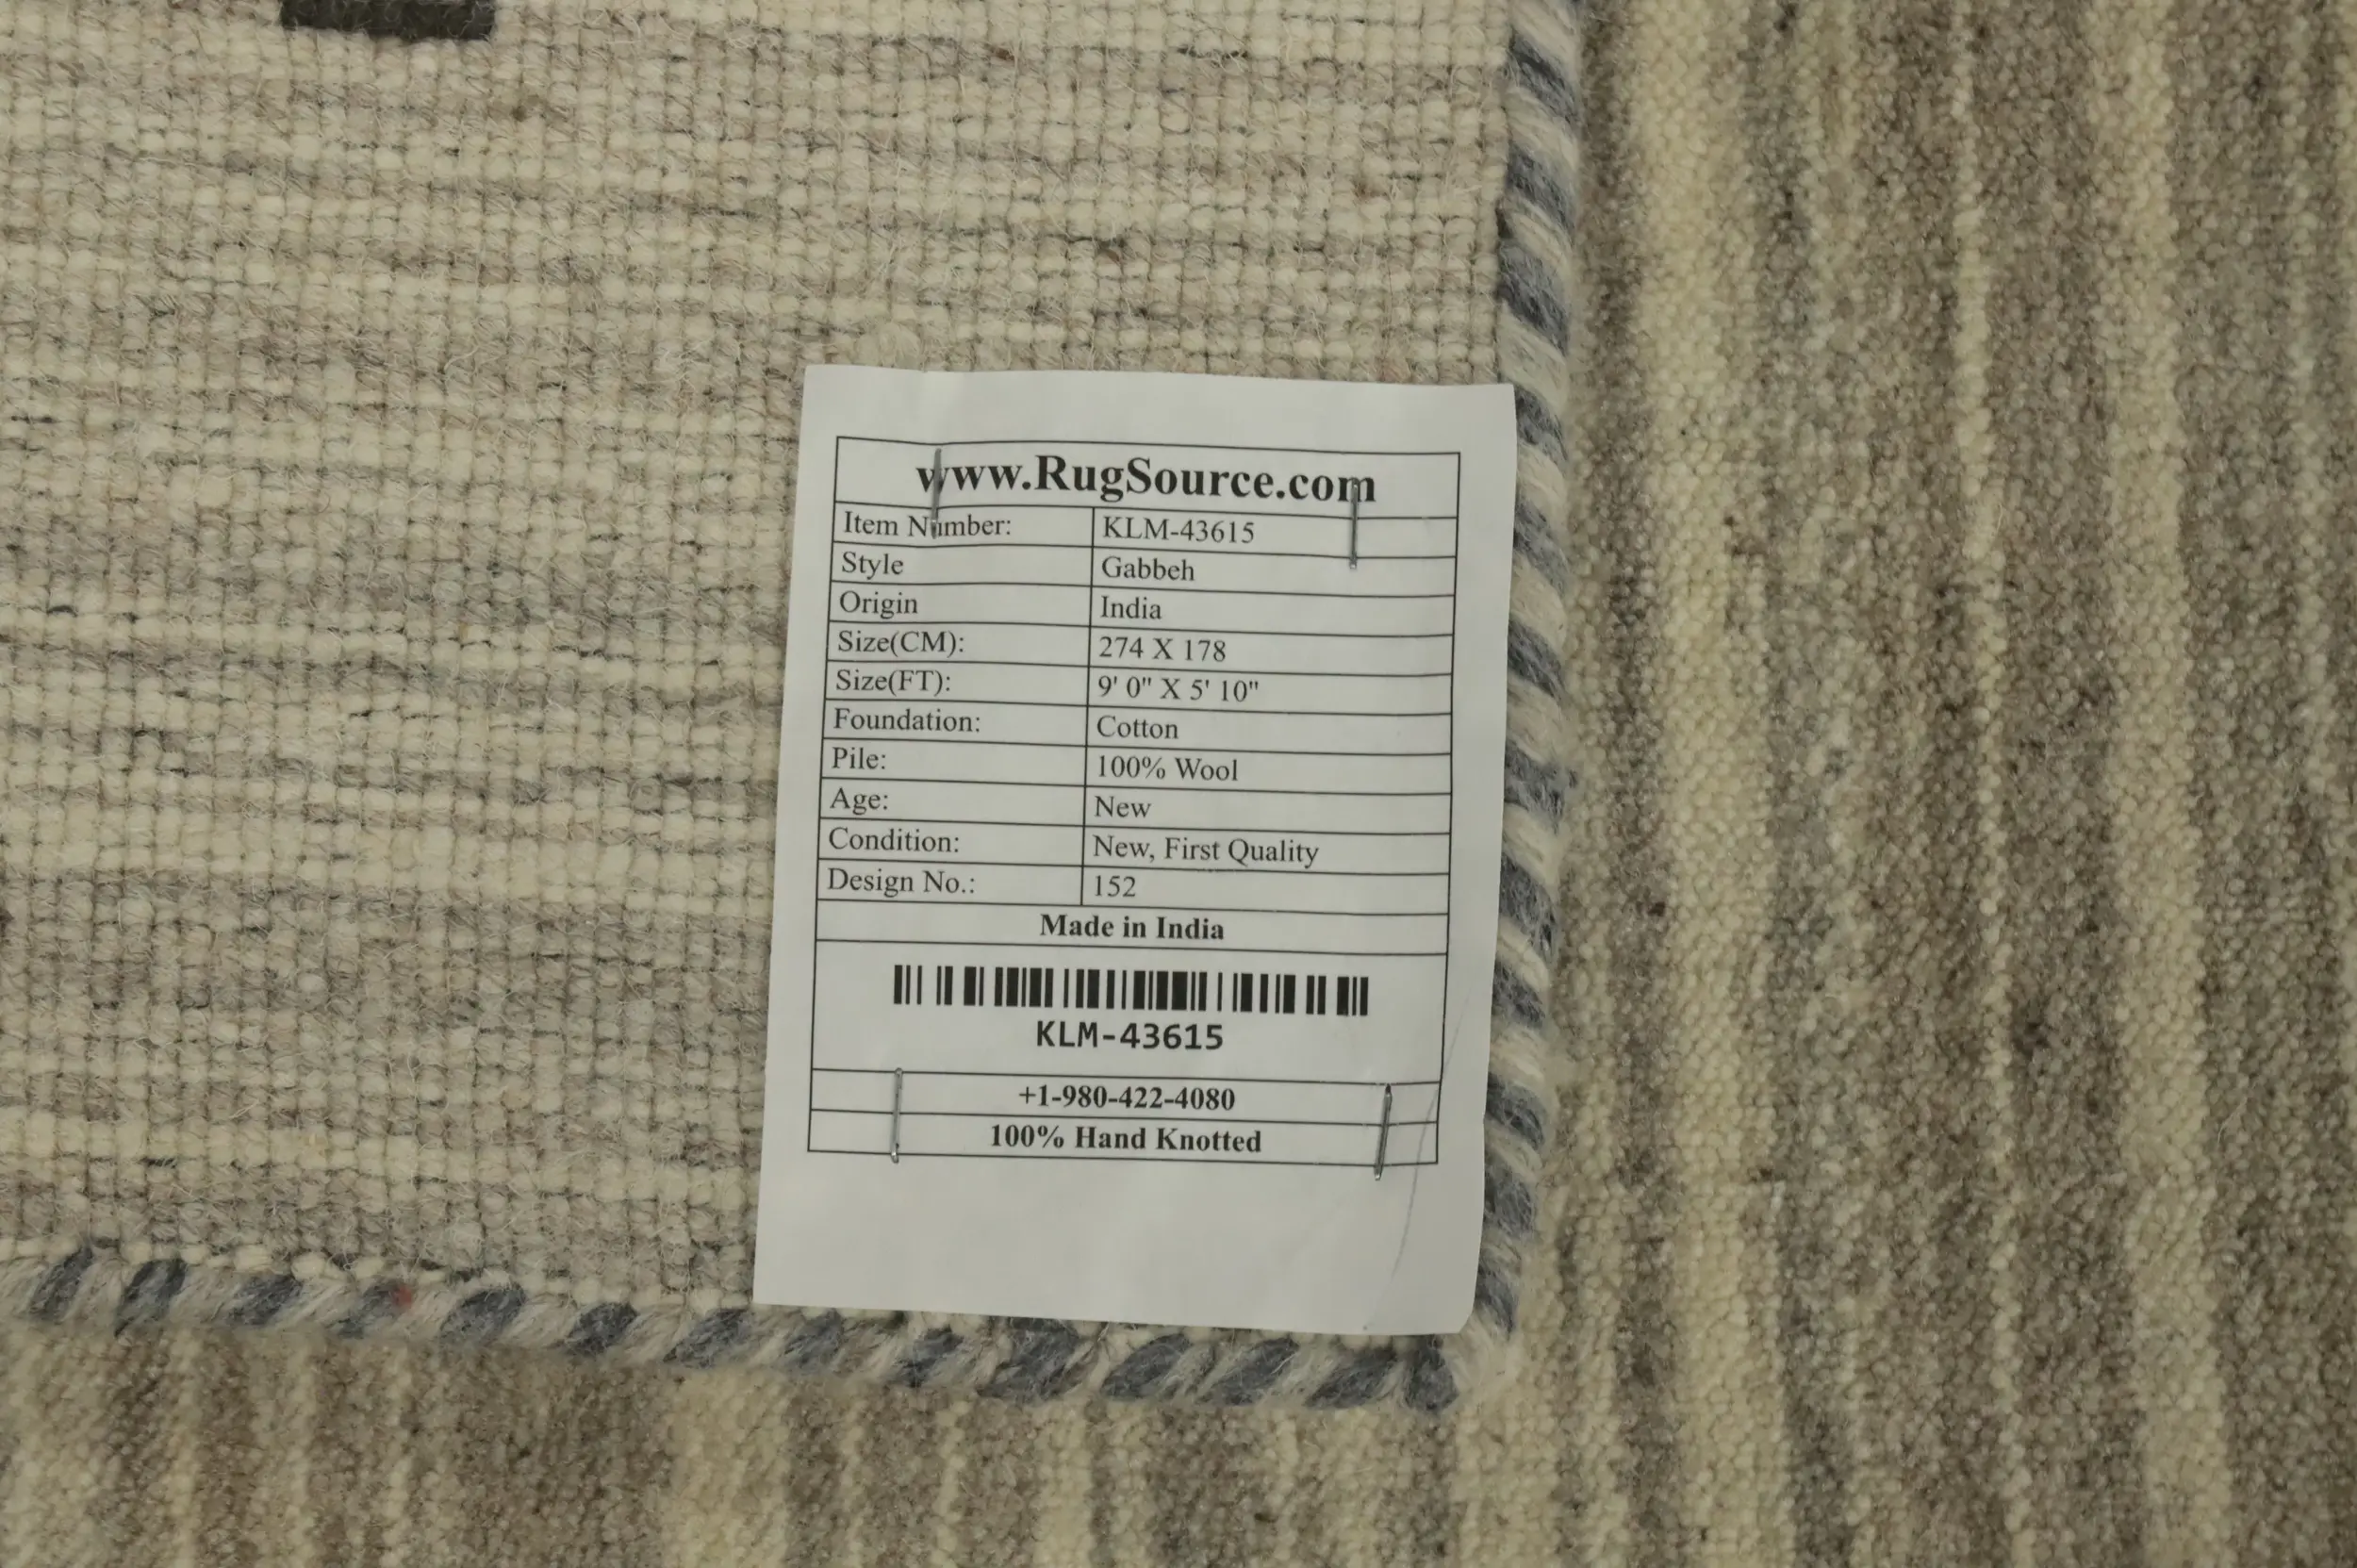 www.RugSource.com
Item Number: KLM-43615
Style Gabbeh
Origin India
Size(CM): 274 X 178
Size(FT): 9' 0" X 5' 10"
Foundation: Cotton
Pile: 100% Wool
Age: New
Condition: New, First Quality
Design No.: 152
Made in India
KLM-43615
+1-980-422-4080
100% Hand Knotted